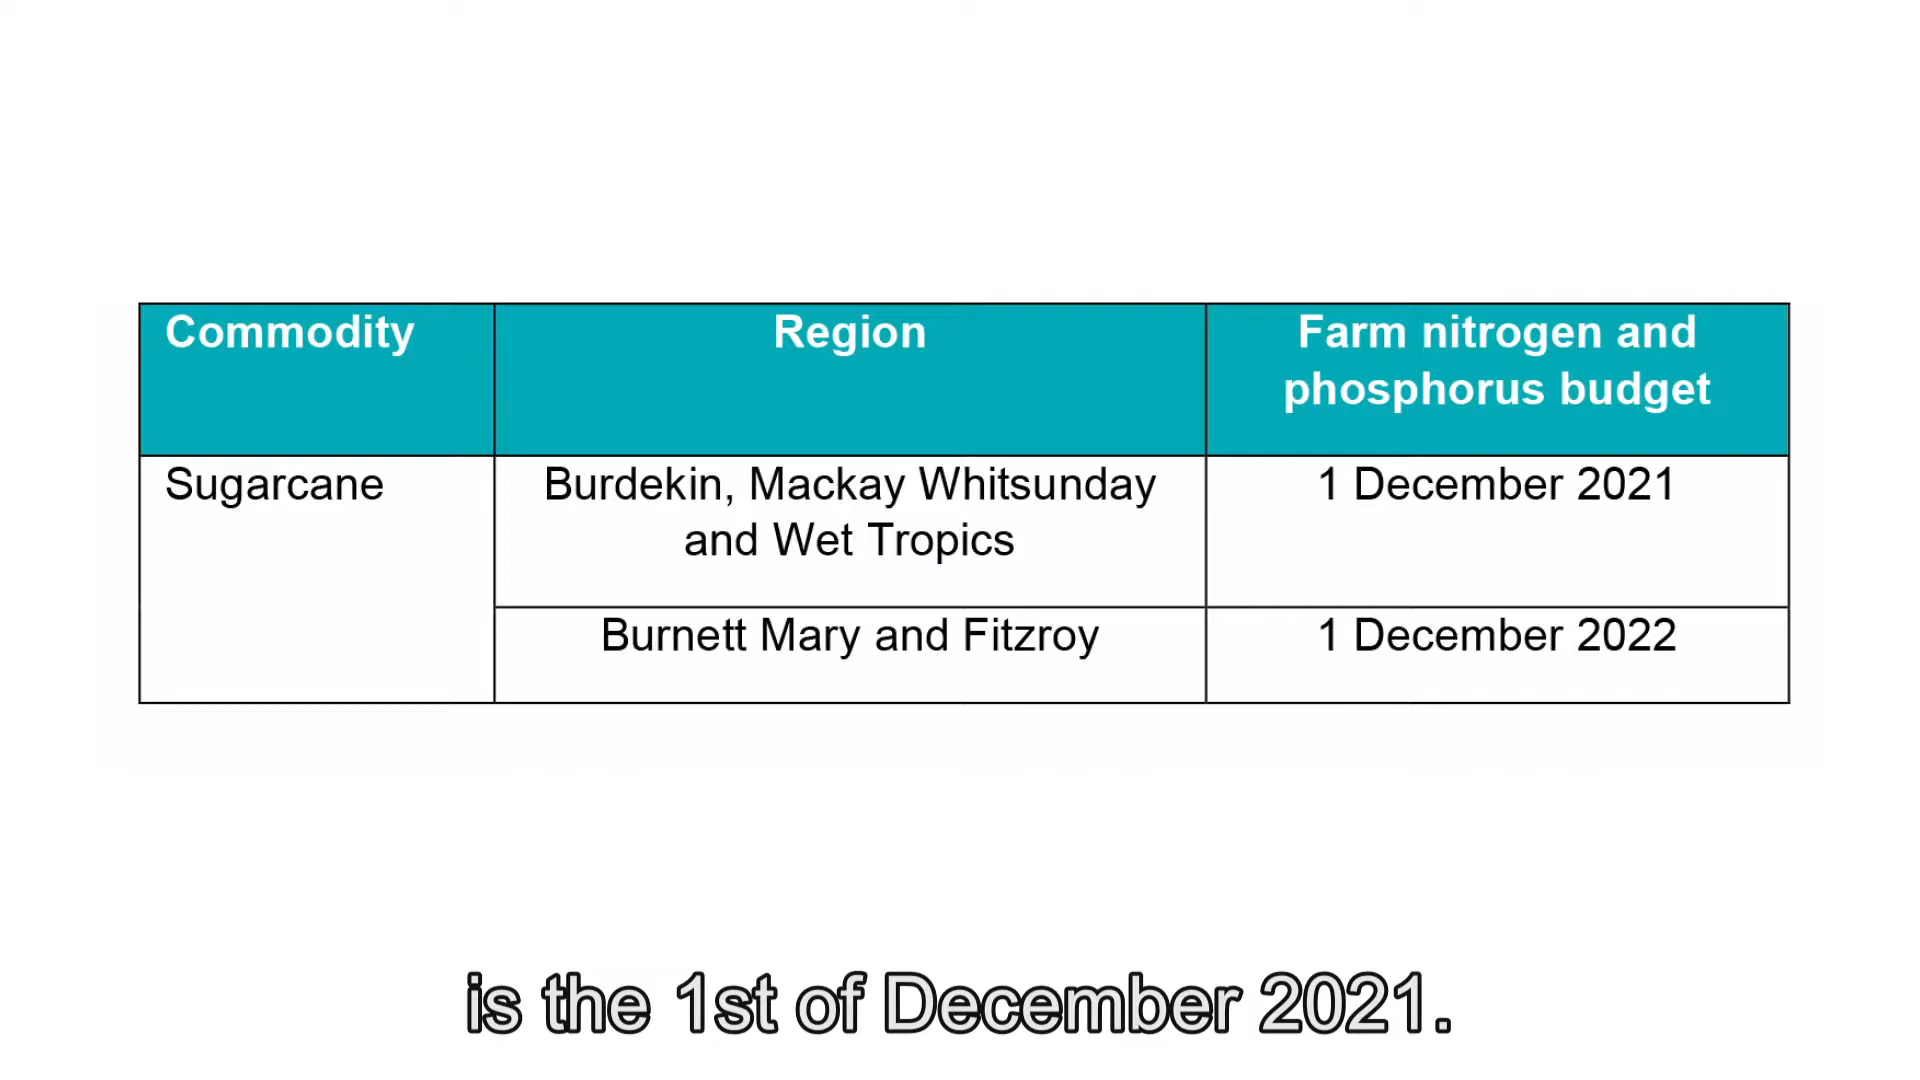 Commodity
Region
Farm nitrogen and
phosphorus budget
Sugarcane
Burdekin, Mackay Whitsunday
and Wet Tropics
1 December 2021
Burnett Mary and Fitzroy
1 December 2022
is the 1st of December 2021.